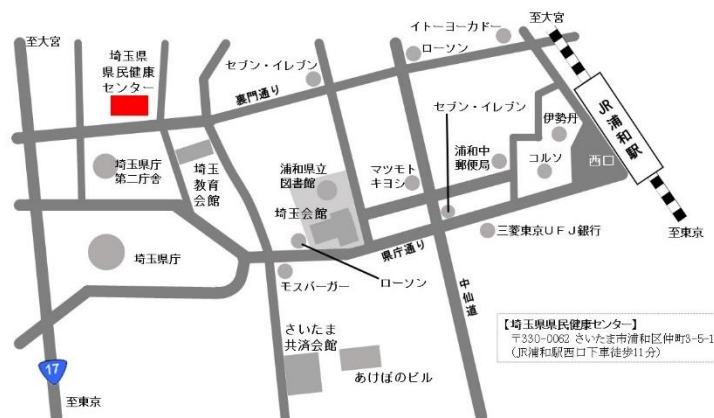 至大宮
埼玉県
県民健康
センター
セブン・イレブン
イトーヨーカドー
ローソン
至大宮
裏門通り
セブン・イレブン
伊勢丹
JR浦和駅
埼玉県庁
第二庁舎
埼玉
教育
会館
浦和県立
図書館
マツモト
キヨシ
浦和中
郵便局
コルソ
西口
埼玉会館
至東京
三菱東京UFJ銀行
県庁通り
埼玉県庁
モスバーガー
ローソン
中仙道
さいたま
共済会館
あけぼのビル
17
至東京
【埼玉県県民健康センター】
〒330-0062 さいたま市浦和区仲町3-5-1
(JR浦和駅西口下車徒歩11分)